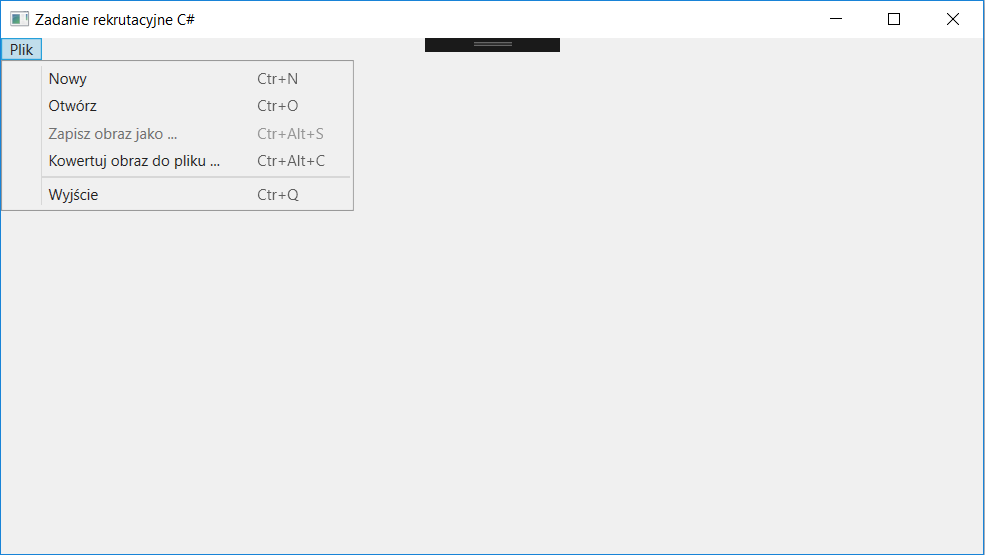 Zadanie rekrutacyjne C#
Plik
Nowy Ctr+N
Otwórz Ctr+O
Zapisz obraz jako ... Ctr+Alt+S
Kowertuj obraz do pliku ... Ctr+Alt+C
Wyjście Ctr+Q